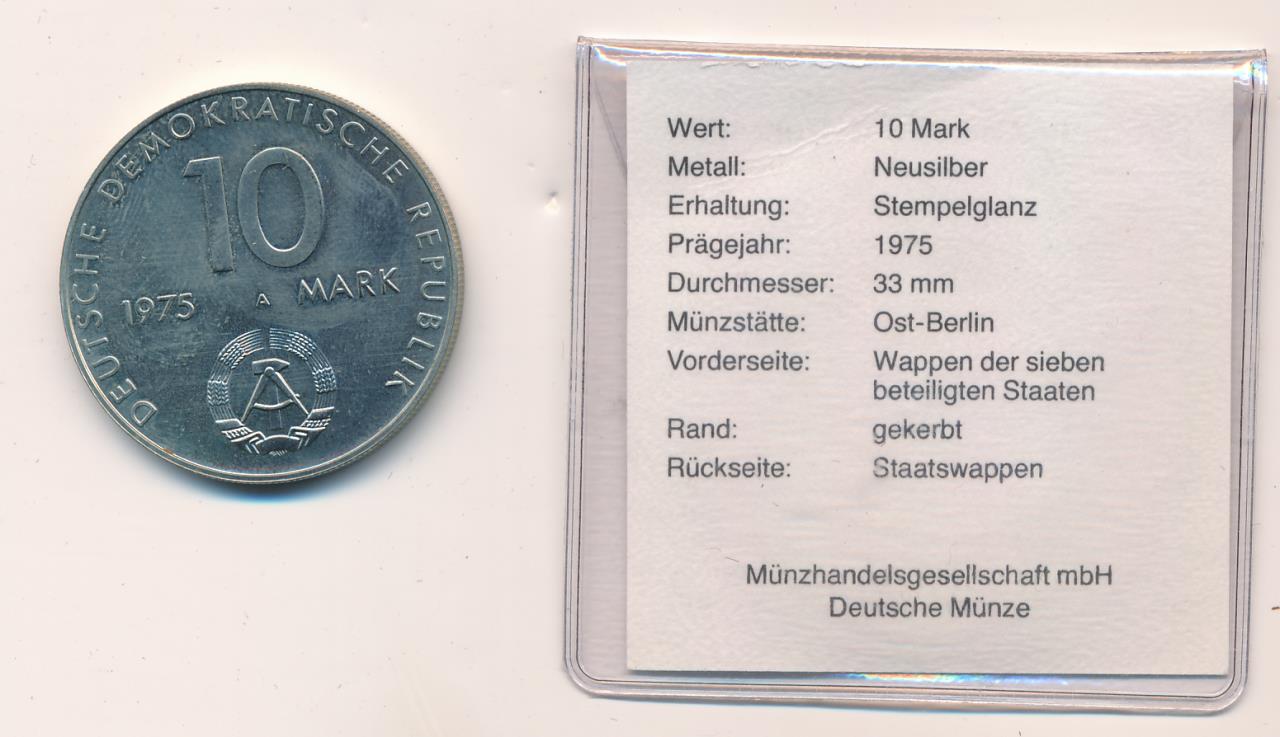 DEUTSCHE DEMOKRATISCHE REPUBLIK
10
1975 A MARK
Wert: 10 Mark
Metall: Neusilber
Erhaltung: Stempelglanz
Prägejahr: 1975
Durchmesser: 33 mm
Münzstätte: Ost-Berlin
Vorderseite: Wappen der sieben
beteiligten Staaten
Rand: gekerbt
Rückseite: Staatswappen
Münzhandelsgesellschaft mbH
Deutsche Münze